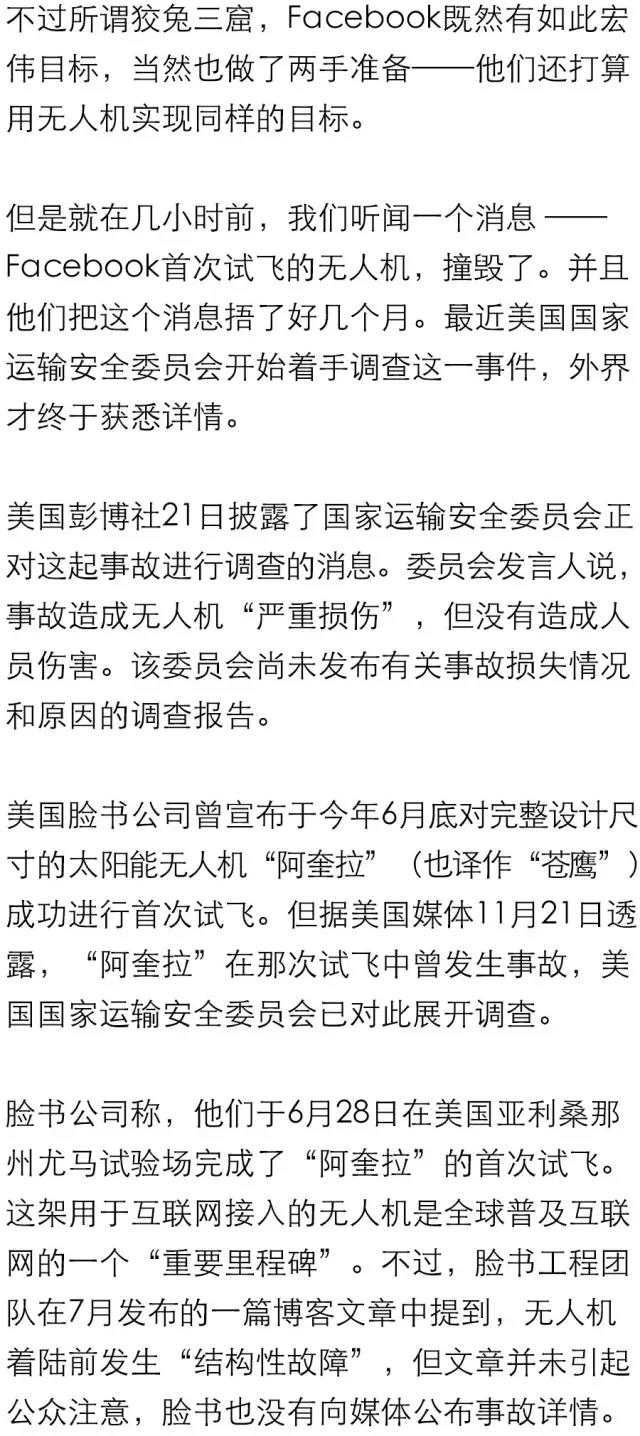 不过所谓狡兔三窟，Facebook既然有如此宏
伟目标，当然也做了两手准备——他们还打算
用无人机实现同样的目标。
但是就在几小时前，我们听闻一个消息 ——
Facebook首次试飞的无人机，撞毁了。并且
他们把这个消息捂了好几个月。最近美国国家
运输安全委员会开始着手调查这一事件，外界
才终于获悉详情。
美国彭博社21日披露了国家运输安全委员会正
对这起事故进行调查的消息。委员会发言人说，
事故造成无人机“严重损伤”，但没有造成人
员伤害。该委员会尚未发布有关事故损失情况
和原因的调查报告。
美国脸书公司曾宣布于今年6月底对完整设计尺
寸的太阳能无人机“阿奎拉”（也译作“苍鹰”）
成功进行首次试飞。但据美国媒体11月21日透
露，“阿奎拉”在那次试飞中曾发生事故，美
国国家运输安全委员会已对此展开调查。
脸书公司称，他们于6月28日在美国亚利桑那
州尤马试验场完成了“阿奎拉”的首次试飞。
这架用于互联网接入的无人机是全球普及互联
网的一个“重要里程碑”。不过，脸书工程团
队在7月发布的一篇博客文章中提到，无人机
着陆前发生“结构性故障”，但文章并未引起
公众注意，脸书也没有向媒体公布事故详情。